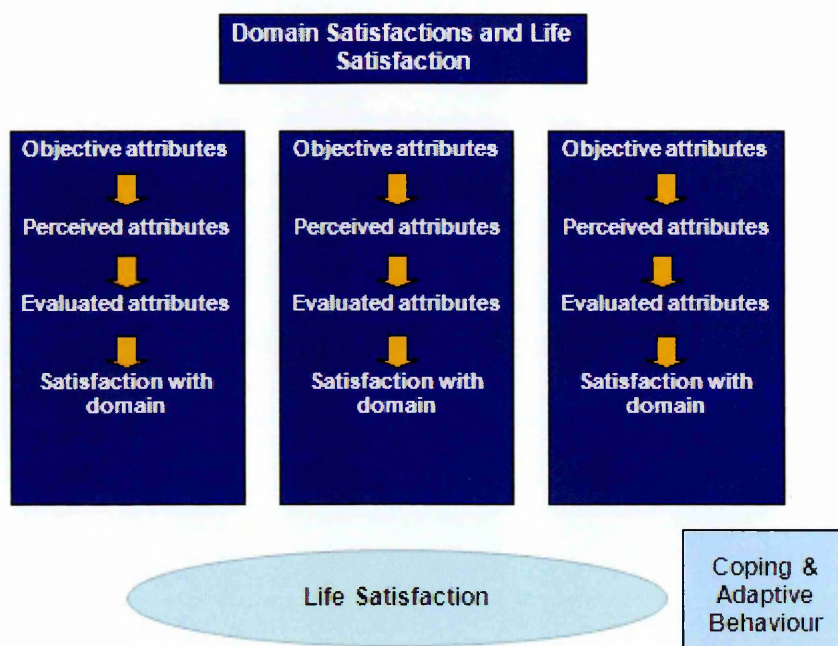 Domain Satisfactions and Life
Satisfaction
Objective attributes
Perceived attributes
Evaluated attributes
Satisfaction with
domain
Objective attributes
Perceived attributes
Evaluated attributes
Satisfaction with
domain
Objective attributes
Perceived attributes
Evaluated attributes
Satisfaction with
domain
Life Satisfaction
Coping &
Adaptive
Behaviour